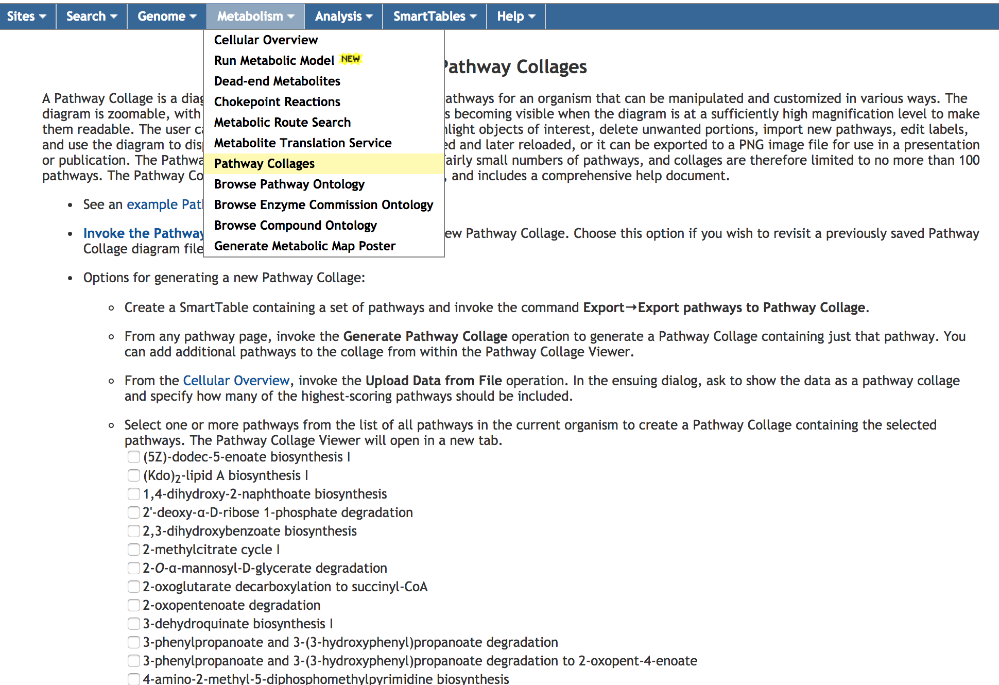 Sites Search Genome Metabolism Analysis SmartTables Help
Cellular Overview
Run Metabolic Model NEW
Dead-end Metabolites
Chokepoint Reactions
Metabolic Route Search
Metabolite Translation Service
Pathway Collages
Browse Pathway Ontology
Browse Enzyme Commission Ontology
Browse Compound Ontology
Generate Metabolic Map Poster
Pathway Collages
A Pathway Collage is a diag athways for an organism that can be manipulated and customized in various ways. The
diagram is zoomable, with s becoming visible when the diagram is at a sufficiently high magnification level to make
them readable. The user ca light objects of interest, delete unwanted portions, import new pathways, edit labels,
and use the diagram to dis ed and later reloaded, or it can be exported to a PNG image file for use in a presentation
or publication. The Pathwa fairly small numbers of pathways, and collages are therefore limited to no more than 100
pathways. The Pathway Co , and includes a comprehensive help document.
• See an example Pat
• Invoke the Pathway ew Pathway Collage. Choose this option if you wish to revisit a previously saved Pathway
Collage diagram file
• Options for generating a new Pathway Collage:
Create a SmartTable containing a set of pathways and invoke the command Export→Export pathways to Pathway Collage.
From any pathway page, invoke the Generate Pathway Collage operation to generate a Pathway Collage containing just that pathway. You
can add additional pathways to the collage from within the Pathway Collage Viewer.
From the Cellular Overview, invoke the Upload Data from File operation. In the ensuing dialog, ask to show the data as a pathway collage
and specify how many of the highest-scoring pathways should be included.
Select one or more pathways from the list of all pathways in the current organism to create a Pathway Collage containing the selected
pathways. The Pathway Collage Viewer will open in a new tab.
(5Z)-dodec-5-enoate biosynthesis I
(Kdo)2-lipid A biosynthesis I
1,4-dihydroxy-2-naphthoate biosynthesis
2'-deoxy-α-D-ribose 1-phosphate degradation
2,3-dihydroxybenzoate biosynthesis
2-methylcitrate cycle I
2-O-α-mannosyl-D-glycerate degradation
2-oxoglutarate decarboxylation to succinyl-CoA
2-oxopentenoate degradation
3-dehydroquinate biosynthesis I
3-phenylpropanoate and 3-(3-hydroxyphenyl)propanoate degradation
3-phenylpropanoate and 3-(3-hydroxyphenyl)propanoate degradation to 2-oxopent-4-enoate
4-amino-2-methyl-5-diphosphomethylpyrimidine biosynthesis